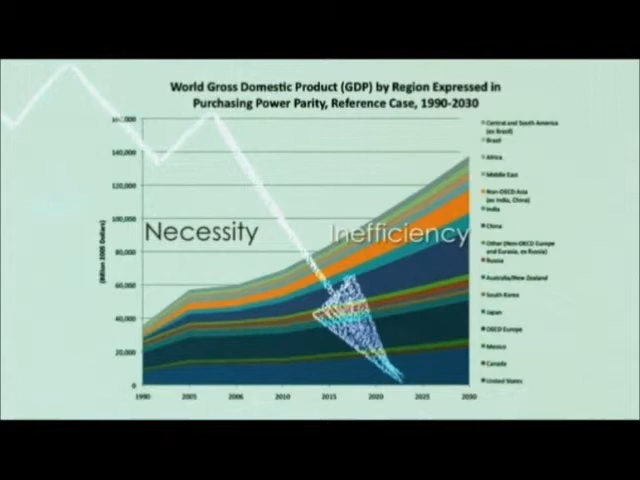 World Gross Domestic Product (GDP) by Region Expressed in
Purchasing Power Parity, Reference Case, 1990-2030
Central and South America
(ex Brazil)
Brazil
140,000
Africa
Middle East
120,000
Non-OECD Asia
(ex India, China)
India
100,000
China
Necessity
Inefficiency
(Billion 2005 Dollars)
80,000
Other (Non-OECD Europe
and Eurasia, ex Russia)
Russia
Australia/New Zealand
60,000
South Korea
Japan
40,000
OECD Europe
Mexico
20,000
Canada
United States
0
1990
2005
2006
2010
2015
2020
2025
2030